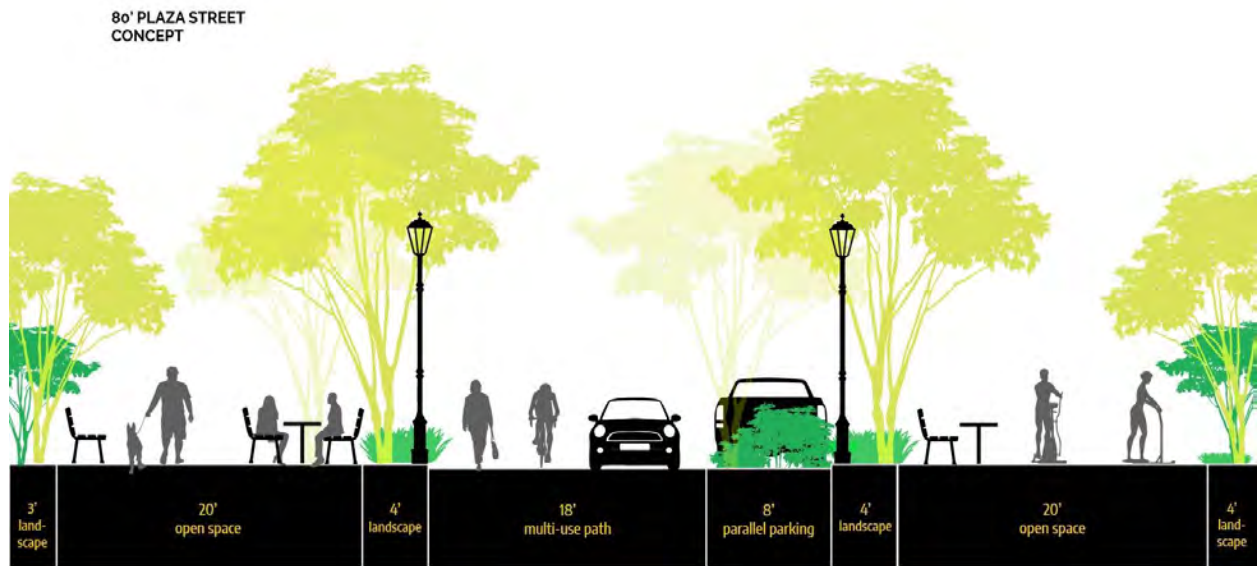 80' PLAZA STREET
CONCEPT
3'
land-
scape
20'
open space
4'
landscape
18'
multi-use path
8'
parallel parking
4'
landscape
20'
open space
4'
land-
scape